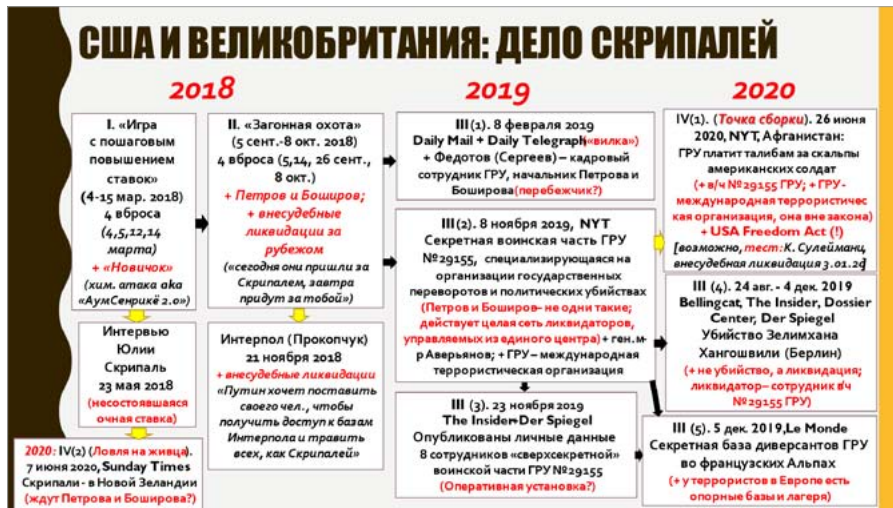 США И ВЕЛИКОБРИТАНИЯ: ДЕЛО СКРИПАЛЕЙ
2018
2019
2020
I. «Игра
с пошаговым
повышением
ставок»
(4-15 мар. 2018)
4 вброса
(4,5,12,14
марта)
+ «Новичок»
(хим. атака aka
«АумСенрикё 2.0»)
Интервью
Юлии
Скрипаль
23 мая 2018
(несостоявшаяся
очная ставка)
2020: IV(2) (Ловля на живца).
7 июня 2020, Sunday Times
Скрипали - в Новой Зеландии
(ждут Петрова и Боширова?)
II. «Загонная охота»
(5 сент.-8 окт. 2018)
4 вброса (5,14, 26 сент.,
8 окт.)
+ Петров и Боширов;
+ внесудебные
ликвидации за
рубежом
(«сегодня они пришли за
Скрипалем, завтра
придут за тобой»)
Интерпол (Прокопчук)
21 ноября 2018
+ внесудебные ликвидации
«Путин хочет поставить
своего чел., чтобы
получить доступ к базам
Интерпола и травить
всех, как Скрипалей»
III (1). 8 февраля 2019
Daily Mail + Daily Telegraph(«вилка»)
+ Федотов (Сергеев) – кадровый
сотрудник ГРУ, начальник Петрова и
Боширова(перебежчик?)
III(2). 8 ноября 2019, NYT
Секретная воинская часть ГРУ
№29155, специализирующаяся на
организации государственных
переворотов и политических убийствах
(Петров и Боширов- не одни такие;
действует целая сеть ликвидаторов,
управляемых из единого центра) + ген.м-
р Аверьянов; + ГРУ – международная
террористическая организация
III (3). 23 ноября 2019
The Insider+Der Spiegel
Опубликованы личные данные
8 сотрудников «сверхсекретной»
воинской части ГРУ №29155
(Оперативная установка?)
IV(1). (Точка сборки). 26 июня
2020, NYT, Афганистан:
ГРУ платит талибам за скальпы
американских солдат
(+ в/ч №29155 ГРУ; + ГРУ-
международная террористичес
кая организация, она вне закона)
+ USA Freedom Act (!)
[возможно, тест: К. Сулеймани,
внесудебная ликвидация 3.01.20
III (4). 24 авг. - 4 дек. 2019
Bellingcat, The Insider, Dossier
Center, Der Spiegel
Убийство Зелимхана
Хангошвили (Берлин)
(+ не убийство, а ликвидация;
ликвидатор– сотрудник в/ч
№29155 ГРУ)
III (5). 5 дек. 2019, Le Monde
Секретная база диверсантов ГРУ
во французских Альпах
(+ у террористов в Европе есть
опорные базы и лагеря)